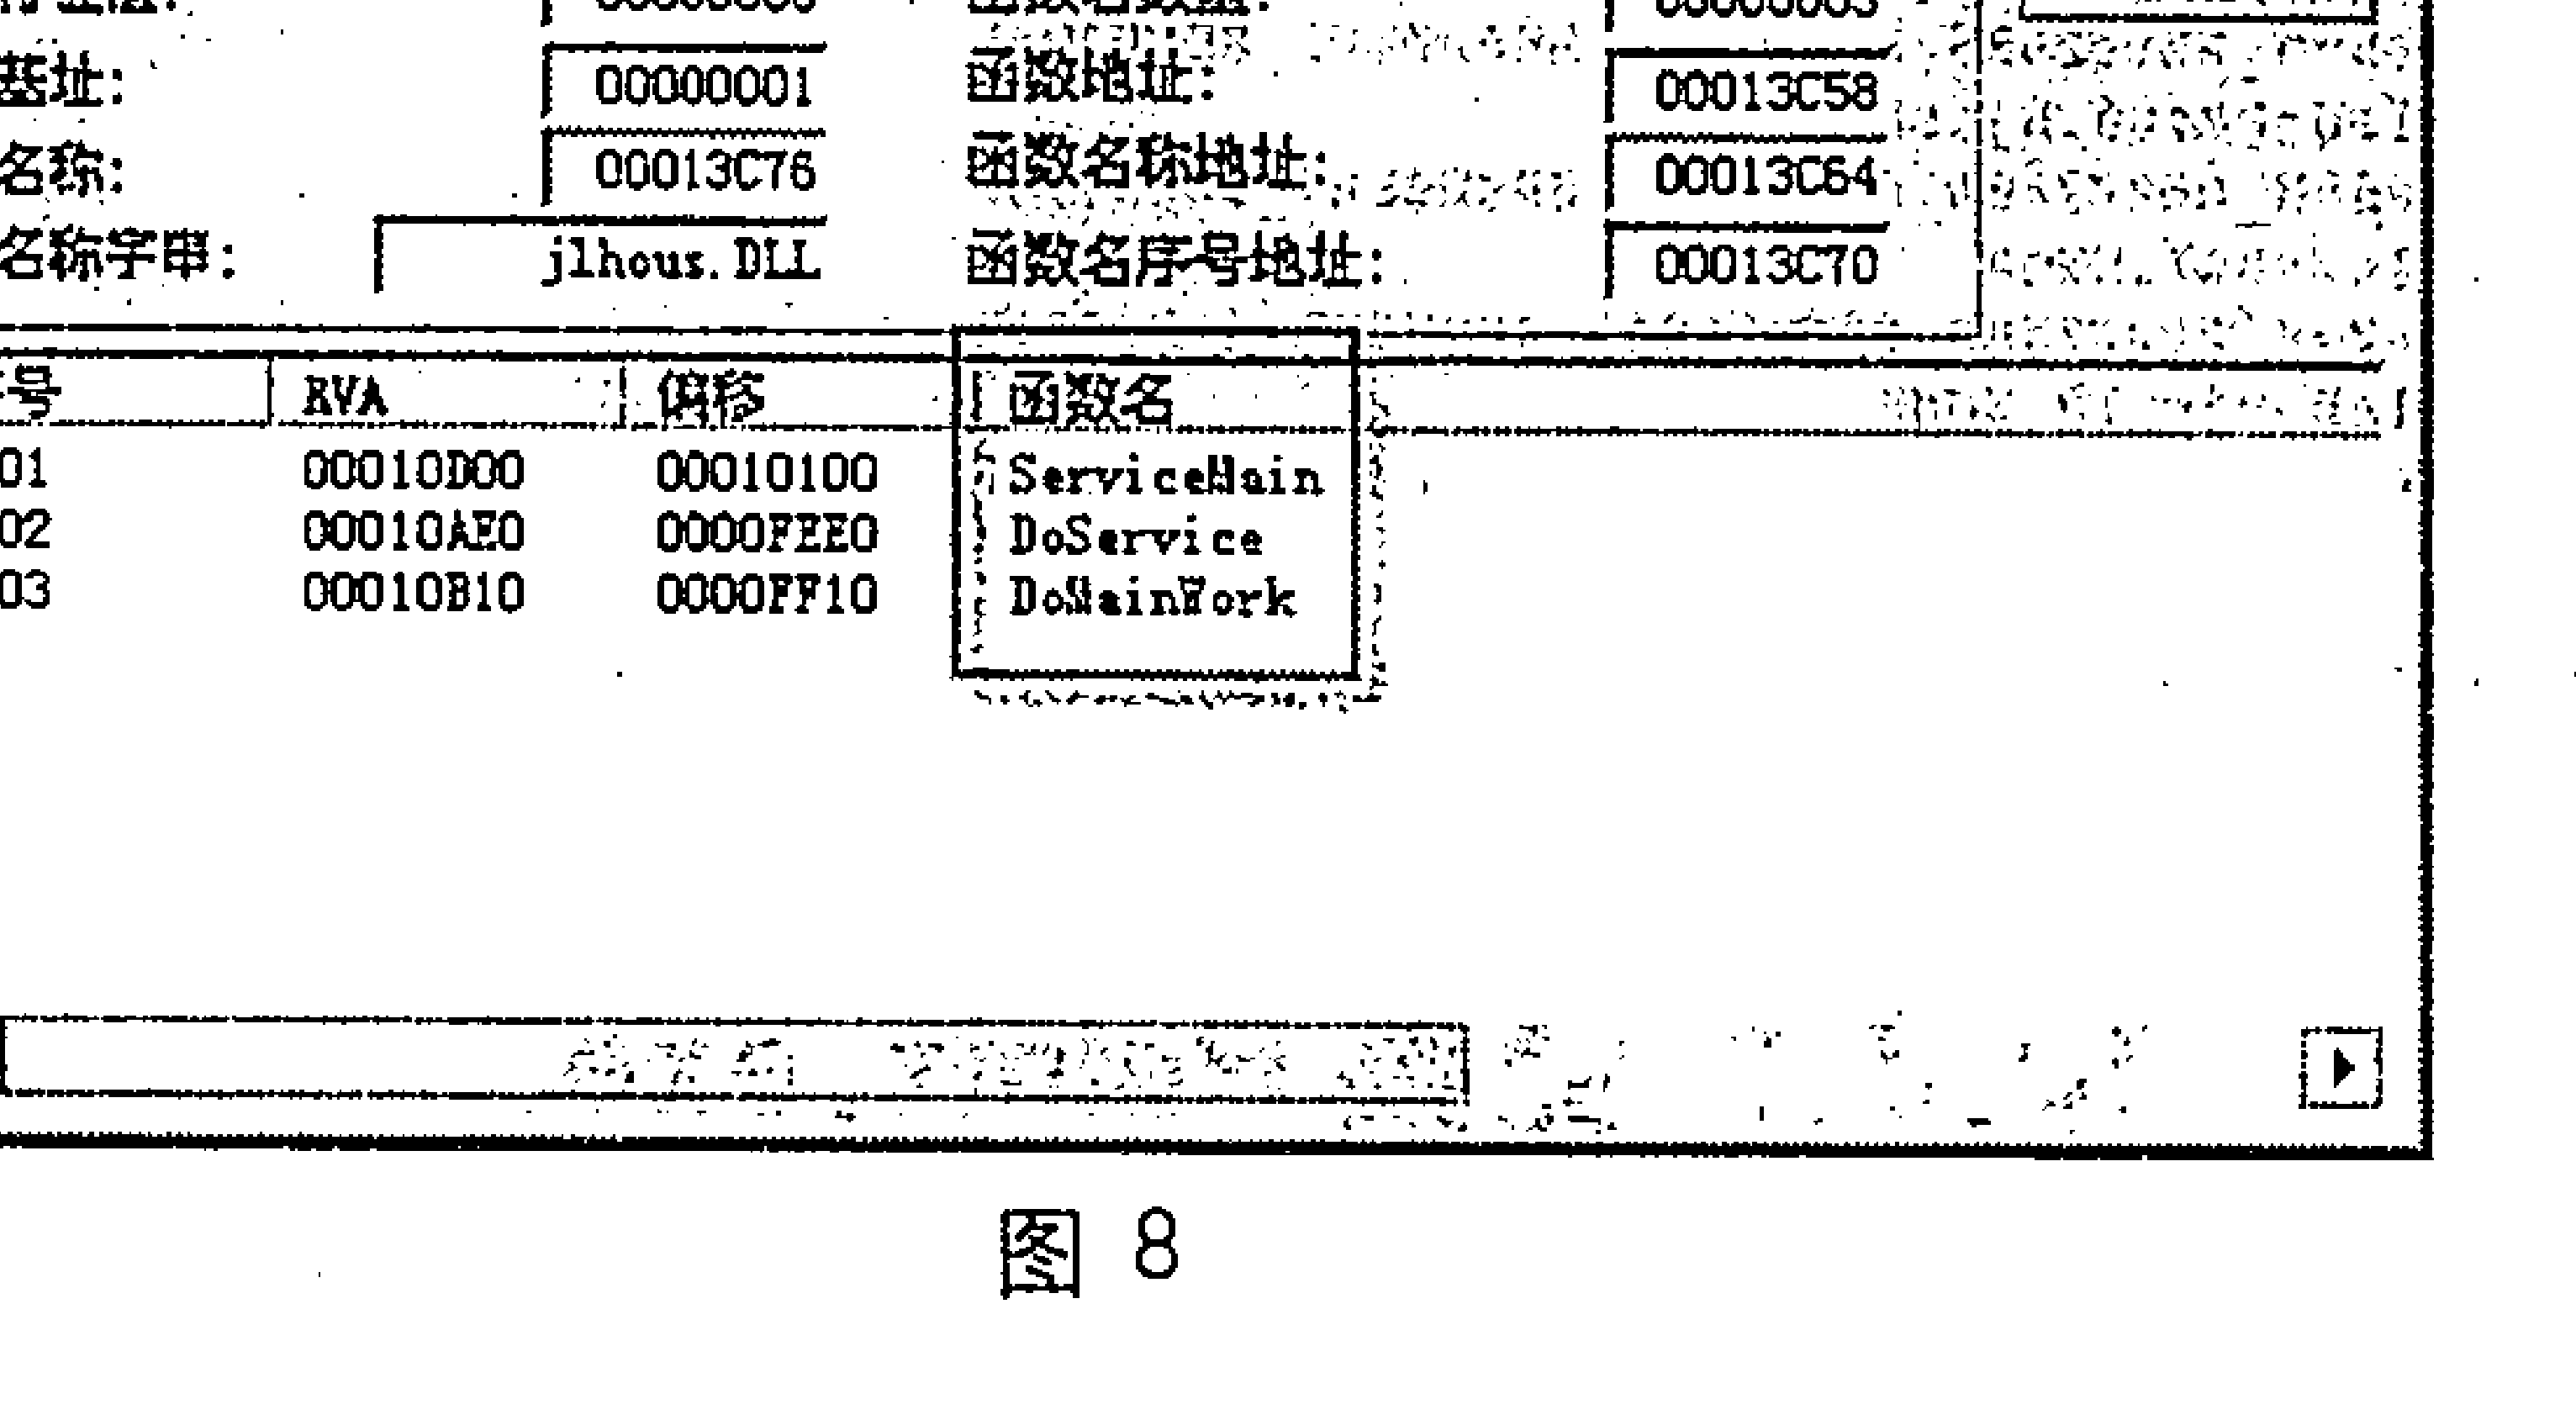 基址: 00000001 函数地址: 00013C58
名称: 00013C76 函数名称地址: 00013C64
名称字串: jlhous.DLL 函数名序号地址: 00013C70
号 RVA 偏移 函数名
01 00010D00 00010100 ServiceMain
02 00010AE0 0000FEE0 DoService
03 00010B10 0000FF10 DoMainWork
图 8